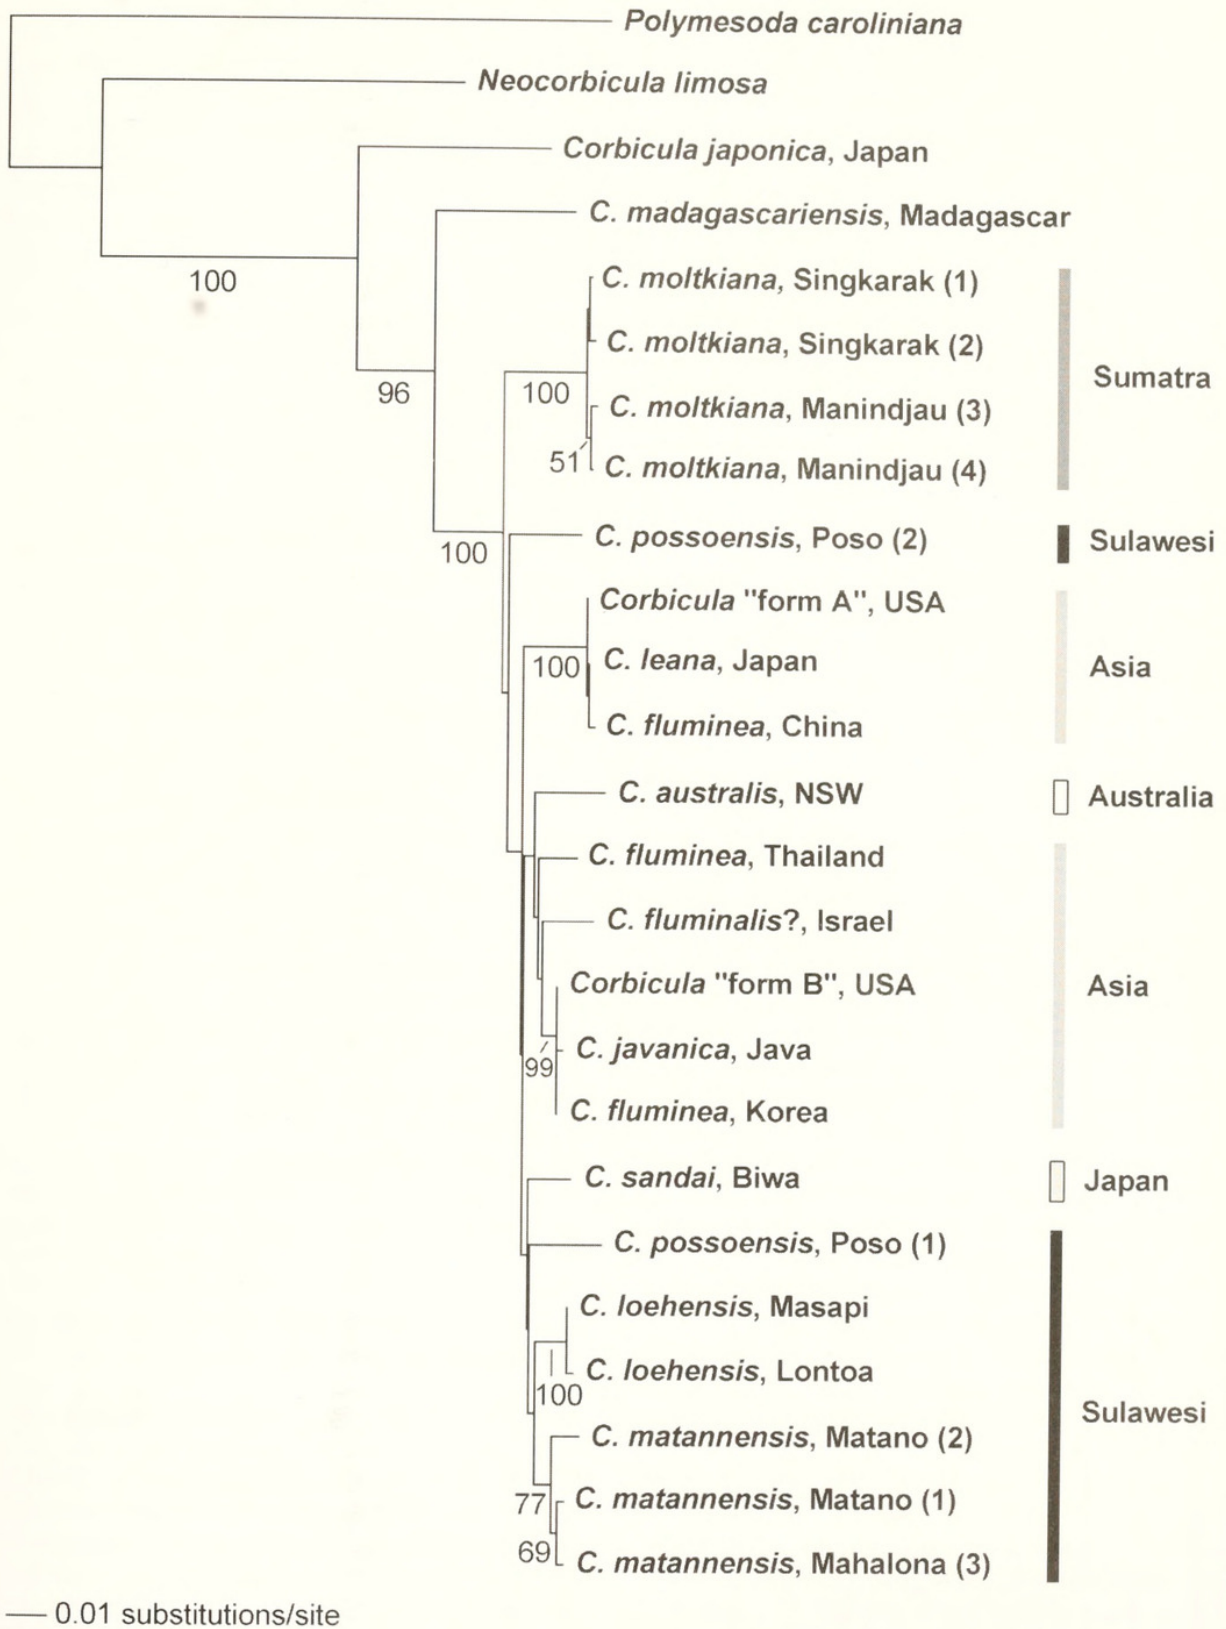 Polymesoda caroliniana
Neocorbicula limosa
Corbicula japonica, Japan
C. madagascariensis, Madagascar
100
C. moltkiana, Singkarak (1)
C. moltkiana, Singkarak (2)
Sumatra
96
100
C. moltkiana, Manindjau (3)
51
C. moltkiana, Manindjau (4)
C. possoensis, Poso (2)
Sulawesi
100
Corbicula "form A", USA
100
C. leana, Japan
Asia
C. fluminea, China
C. australis, NSW
Australia
C. fluminea, Thailand
C. fluminalis?, Israel
Corbicula "form B", USA
Asia
C. javanica, Java
99
C. fluminea, Korea
C. sandai, Biwa
Japan
C. possoensis, Poso (1)
C. loehensis, Masapi
C. loehensis, Lontoa
100
Sulawesi
C. matannensis, Matano (2)
77
C. matannensis, Matano (1)
69
C. matannensis, Mahalona (3)
0.01 substitutions/site